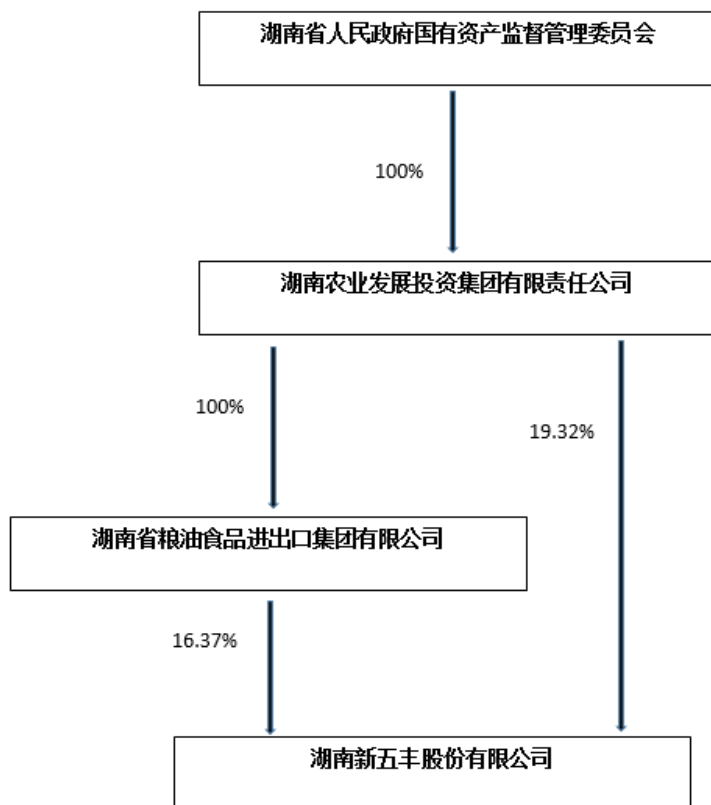 湖南省人民政府国有资产监督管理委员会
100%
湖南农业发展投资集团有限责任公司
100%
19.32%
湖南省粮油食品进出口集团有限公司
16.37%
湖南新五丰股份有限公司